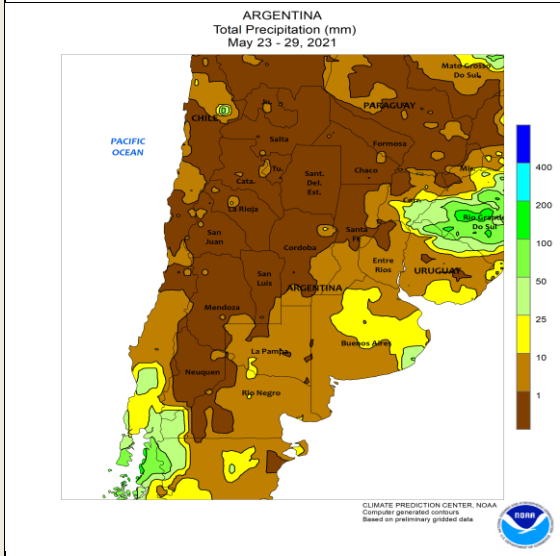 ARGENTINA
Total Precipitation (mm)
May 23 - 29, 2021
Mato Grosso
Do Sul
Ju.
PARAGUAY
CHILE
PACIFIC
OCEAN
Salta
Formosa
Tu.
Chaco
Mis.
Sant.
Del.
Est.
Cata.
La Rioja
Corr.
Rio Grande
Do Sul
San
Juan
Santa
Fe
Cordoba
Entre
Rios
URUGUAY
San
Luis
ARGENTINA
Mendoza
La Pampa
Buenos Aires
Neuquen
Rio Negro
400
200
100
50
25
10
1
CLIMATE PREDICTION CENTER, NOAA
Computer generated contours
Based on preliminary gridded data
NOAA